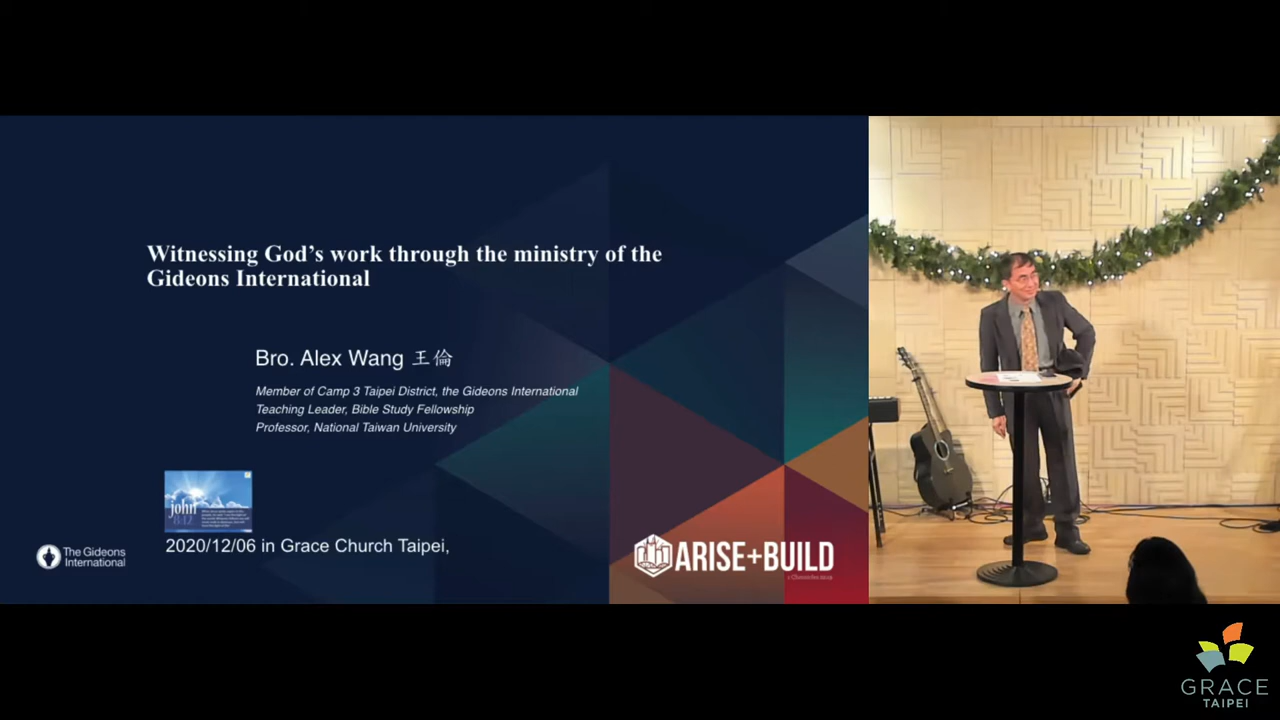 Witnessing God’s work through the ministry of the
Gideons International
Bro. Alex Wang 王倫
Member of Camp 3 Taipei District, the Gideons International
Teaching Leader, Bible Study Fellowship
Professor, National Taiwan University
john
8:12
2020/12/06 in Grace Church Taipei,
The Gideons
International
ARISE+BUILD
GRACE
TAIPEI